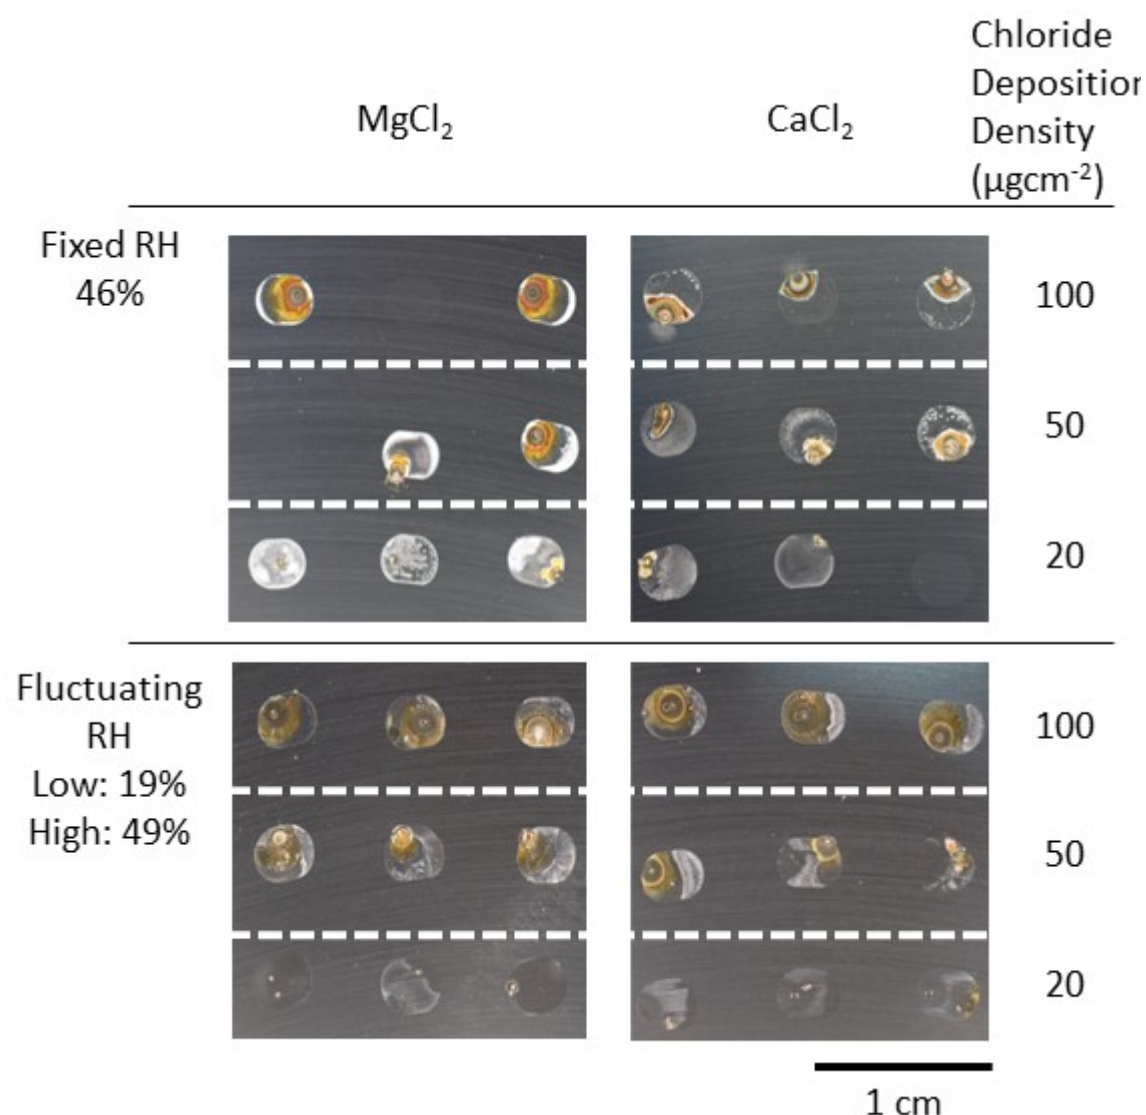 Chloride
Deposition
Density
(μgcm⁻²)
MgCl₂
CaCl₂
Fixed RH
46%
100
50
20
Fluctuating
RH
Low: 19%
High: 49%
100
50
20
1 cm